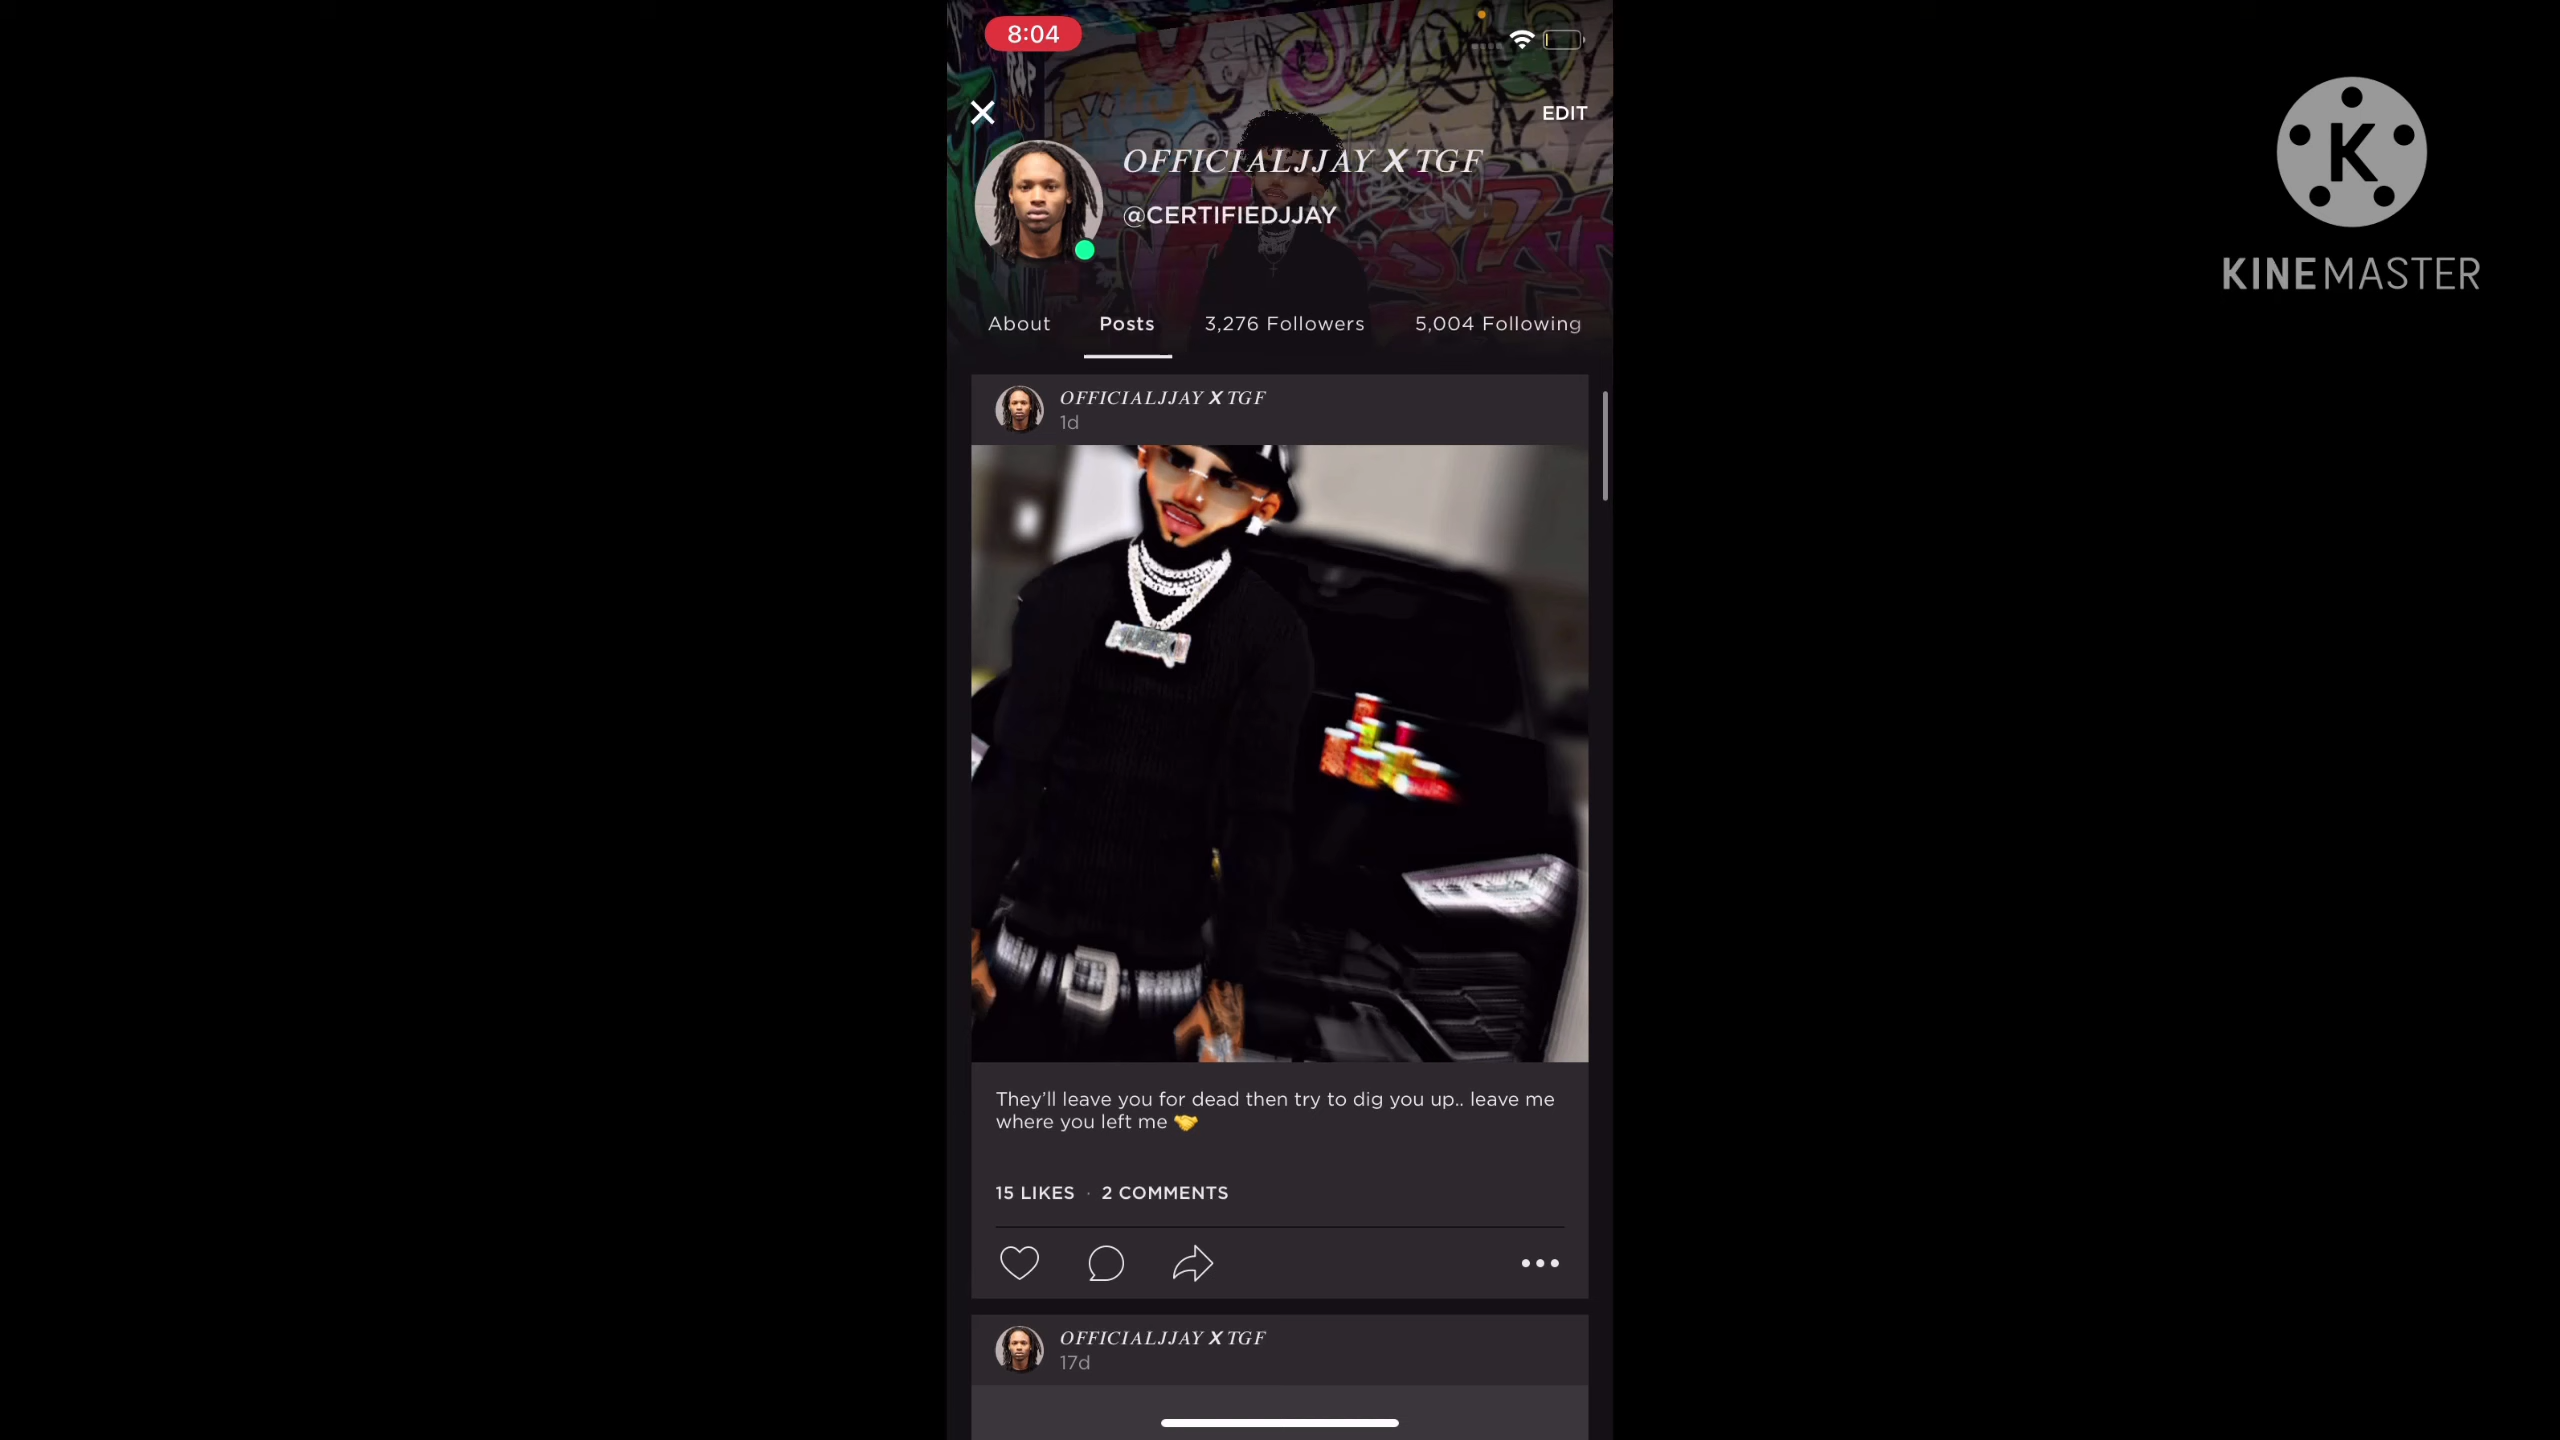 8:04
EDIT
OFFICIALJJAY X TGF
@CERTIFIEDJJAY
About Posts 3,276 Followers 5,004 Following
OFFICIALJJAY X TGF
1d
They'll leave you for dead then try to dig you up.. leave me
where you left me 🤝
15 LIKES · 2 COMMENTS
OFFICIALJJAY X TGF
17d
K
KINEMASTER